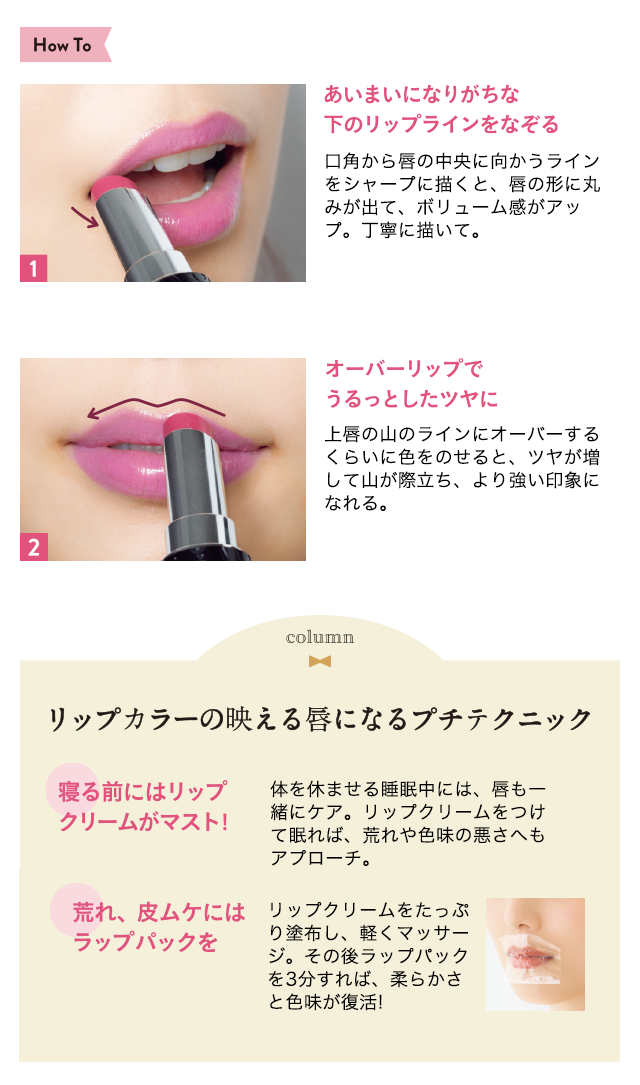 How To
あいまいになりがちな
下のリップラインをなぞる
口角から唇の中央に向かうライン
をシャープに描くと、唇の形に丸
みが出て、ボリューム感がアッ
プ。丁寧に描いて。
1
オーバーリップで
うるっとしたツヤに
上唇の山のラインにオーバーする
くらいに色をのせると、ツヤが増
して山が際立ち、より強い印象に
なれる。
2
column
リップカラーの映える唇になるプチテクニック
寝る前にはリップ
クリームがマスト!
体を休ませる睡眠中には、唇も一
緒にケア。リップクリームをつけ
て眠れば、荒れや色味の悪さへも
アプローチ。
荒れ、皮ムケには
ラップパックを
リップクリームをたっぷ
り塗布し、軽くマッサー
ジ。その後ラップパック
を3分すれば、柔らかさ
と色味が復活!